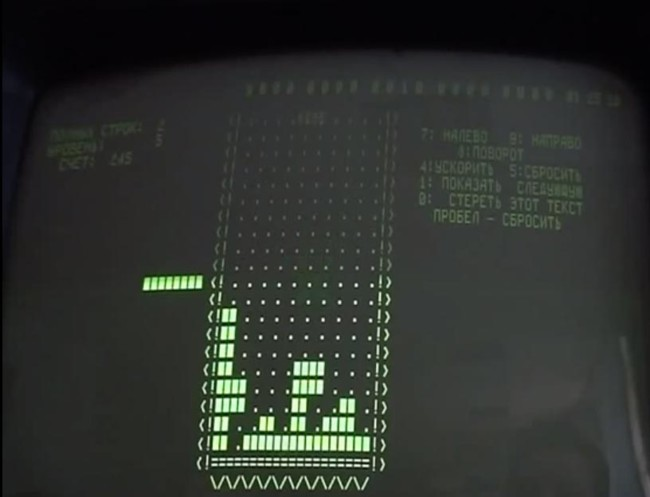 ПОЛНЫХ СТРОК:
УРОВЕНЬ:
СЧЕТ: 245
7: НАЛЕВО 9: НАПРАВО
8:ПОВОРОТ
4:УСКОРИТЬ 5:СБРОСИТЬ
1: ПОКАЗАТЬ СЛЕДУЮЩУЮ
0: СТЕРЕТЬ ЭТОТ ТЕКСТ
ПРОБЕЛ - СБРОСИТЬ